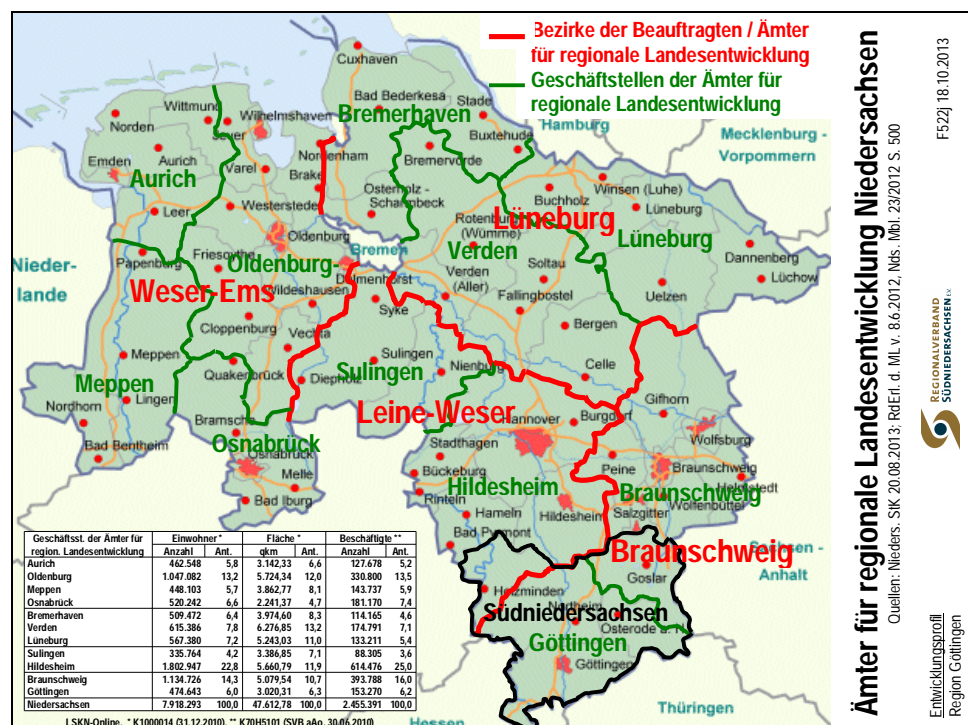 Bezirke der Beauftragten / Ämter
für regionale Landesentwicklung
Geschäftstellen der Ämter für
regionale Landesentwicklung
Cuxhaven
Bad Bederkesa
Stade
Bremerhaven
Hamburg
Mecklenburg -
Vorpommern
Wittmund
Wilhelmshaven
Norden
Jever
Buxtehude
Emden
Aurich
Aurich
Varel
Nordenham
Bremervörde
Brake
Leer
Westerstede
Osterholz -
Scharmbeck
Buchholz
Winsen (Luhe)
Lüneburg
Rotenburg
(Wümme)
Lüneburg
Lüneburg
Verden
Oldenburg
Bremen
Nieder-
lande
Papenburg
Friesoythe
Oldenburg-
Delmenhorst
Verden
(Aller)
Soltau
Dannenberg
Lüchow
Weser-Ems
Wildeshausen
Syke
Fallingbostel
Uelzen
Cloppenburg
Vechta
Bergen
Meppen
Meppen
Quakenbrück
Diepholz
Sulingen
Sulingen
Nienburg
Celle
Lingen
Nordhorn
Bramsche
Leine-Weser
Hannover
Burgdorf
Gifhorn
Bad Bentheim
Osnabrück
Osnabrück
Stadthagen
Wolfsburg
Melle
Bückeburg
Peine
Braunschweig
Helmstedt
Bad Iburg
Rinteln
Hildesheim
Braunschweig
Wolfenbüttel
Hameln
Hildesheim
Salzgitter
Bad Pyrmont
Braunschweig
Sachsen -
Anhalt
Goslar
Holzminden
Südniedersachsen
Northeim
Osterode a. H.
Göttingen
Göttingen
Hessen
Thüringen
Geschäftsst. der Ämter für Einwohner * Fläche * Beschäftigte **
region. Landesentwicklung Anzahl Ant. qkm Ant. Anzahl Ant.
Aurich 462.548 5,8 3.142,33 6,6 127.678 5,2
Oldenburg 1.047.082 13,2 5.724,34 12,0 330.800 13,5
Meppen 448.103 5,7 3.862,77 8,1 143.737 5,9
Osnabrück 520.242 6,6 2.241,37 4,7 181.170 7,4
Bremerhaven 509.472 6,4 3.974,60 8,3 114.165 4,6
Verden 615.386 7,8 6.276,85 13,2 174.791 7,1
Lüneburg 567.380 7,2 5.243,03 11,0 133.211 5,4
Sulingen 335.764 4,2 3.386,85 7,1 88.305 3,6
Hildesheim 1.802.947 22,8 5.660,79 11,9 614.476 25,0
Braunschweig 1.134.726 14,3 5.079,54 10,7 393.788 16,0
Göttingen 474.643 6,0 3.020,31 6,3 153.270 6,2
Niedersachsen 7.918.293 100,0 47.612,78 100,0 2.455.391 100,0
LSKN-Online, * K1000014 (31.12.2010), ** K70H5101 (SVB aAo, 30.06.2010)
Ämter für regionale Landesentwicklung Niedersachsen
Quellen: Nieders. StK 20.08.2013; RdErl. d. ML v. 8.6.2012, Nds. Mbl. 23/2012 S. 500
F522j 18.10.2013
REGIONALVERBAND
SÜDNIEDERSACHSEN E.V.
Entwicklungsprofil
Region Göttingen